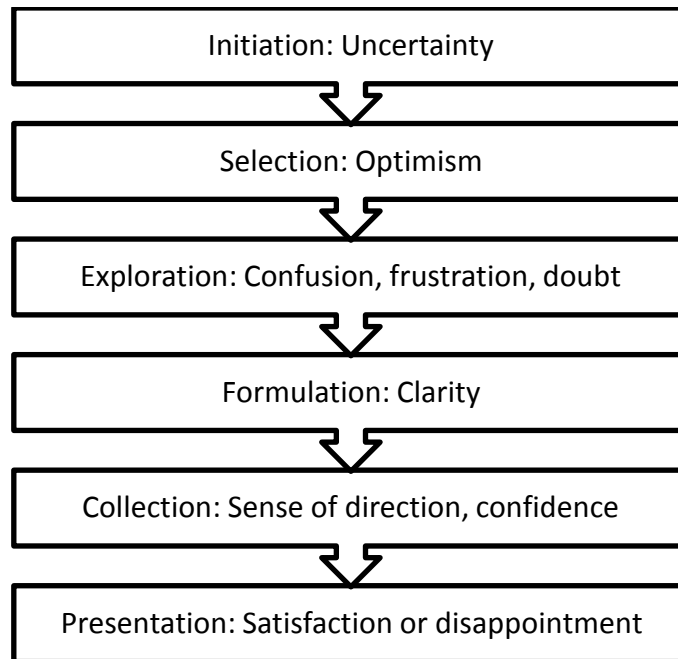 Initiation: Uncertainty
Selection: Optimism
Exploration: Confusion, frustration, doubt
Formulation: Clarity
Collection: Sense of direction, confidence
Presentation: Satisfaction or disappointment